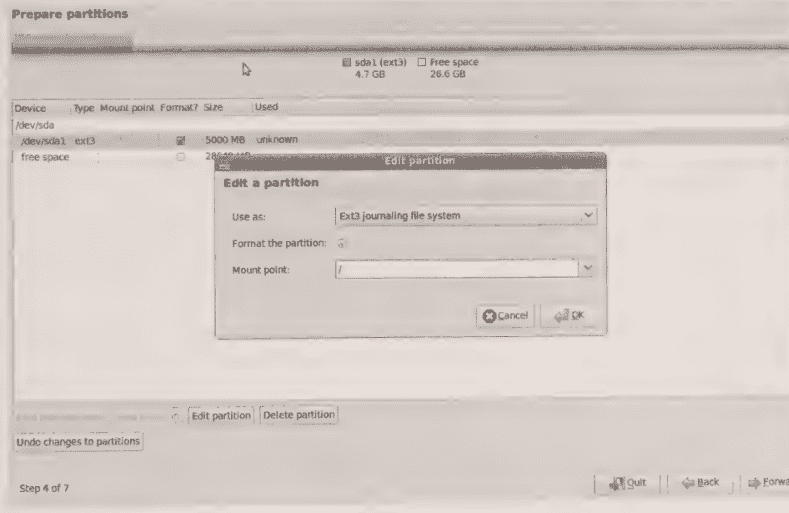 Prepare partitions
sda1 (ext3) Free space
4.7 GB 26.6 GB
Device Type Mount point Format? Size Used
/dev/sda
/dev/sda1 ext3 5000 MB unknown
free space
Edit partition
Edit a partition
Use as: Ext3 journaling file system
Format the partition:
Mount point: /
Cancel OK
Edit partition Delete partition
Undo changes to partitions
Step 4 of 7
Quit Back